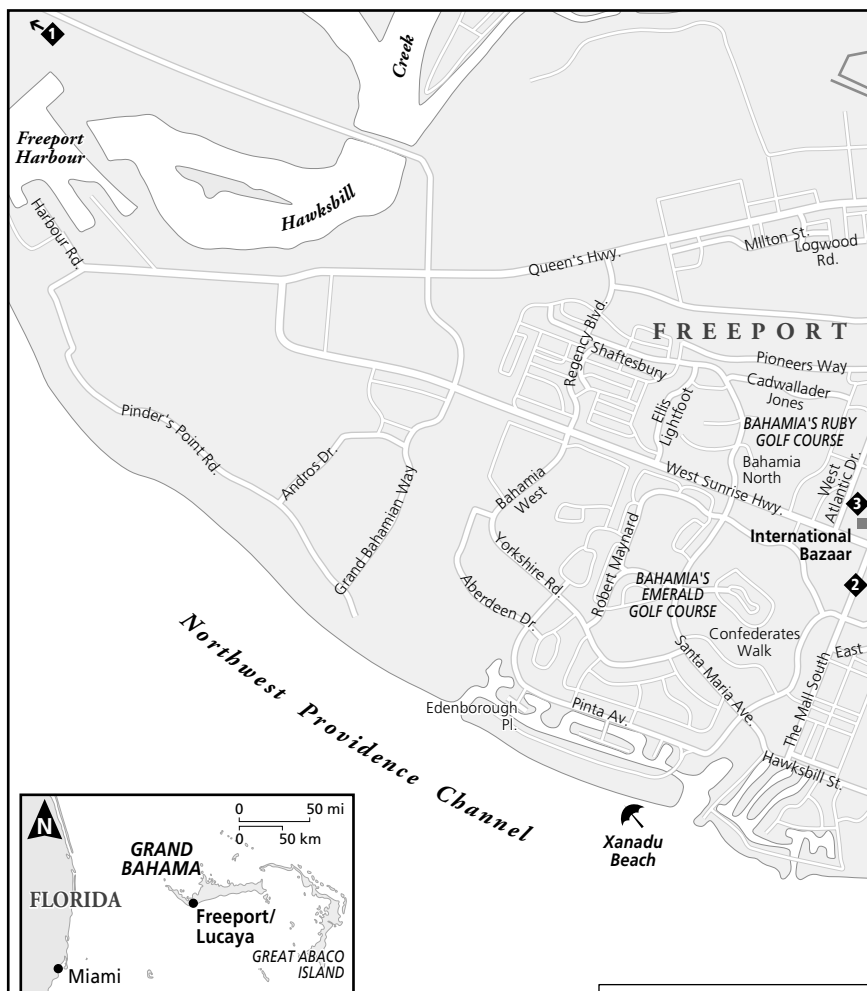 1
Creek
Freeport
Harbour
Hawksbill
Harbour Rd.
Queen's Hwy.
MIlton St.
Logwood
Rd.
FREEPORT
Regency Blvd.
Shaftesbury
Pioneers Way
Cadwallader
Jones
Ellis
Lightfoot
BAHAMIA'S RUBY
GOLF COURSE
Bahamia
North
West
Atlantic Dr.
West Sunrise Hwy.
3
International
Bazaar
2
Pinder's Point Rd.
Andros Dr.
Grand Bahamian Way
Bahamia
West
Yorkshire Rd.
Robert Maynard
Aberdeen Dr.
BAHAMIA'S
EMERALD
GOLF COURSE
Confederates
Walk
East
Santa Maria Ave.
The Mall South
Edenborough
Pl.
Pinta Av.
Hawksbill St.
Northwest Providence Channel
Xanadu
Beach
N
0 50 mi
0 50 km
GRAND
BAHAMA
FLORIDA
Freeport/
Lucaya
GREAT ABACO
ISLAND
Miami